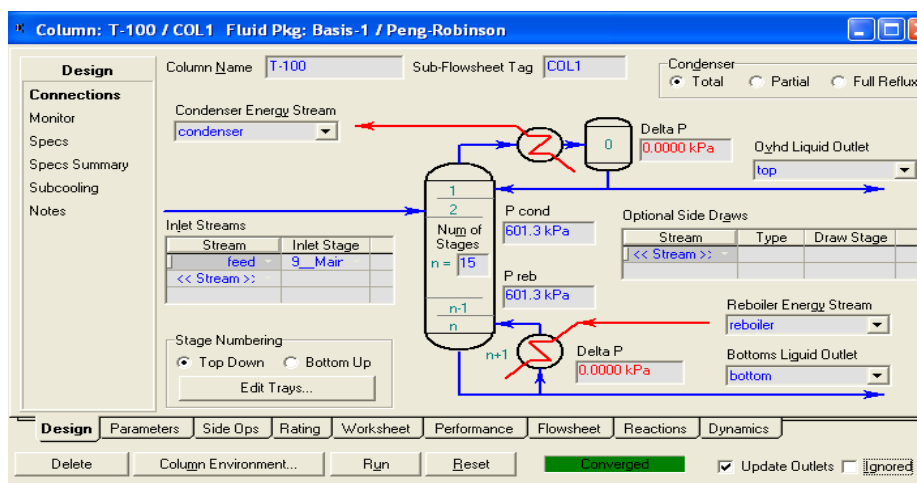 Column: T-100 / COL1 Fluid Pkg: Basis-1 / Peng-Robinson
Design
Connections
Monitor
Specs
Specs Summary
Subcooling
Notes
Column Name T-100 Sub-Flowsheet Tag COL1
Condenser
Total Partial Full Reflux
Condenser Energy Stream
condenser
0
Delta P
0.0000 kPa
Ovhd Liquid Outlet
top
1
2
Num of
Stages
n = 15
n-1
n
n+1
P cond
601.3 kPa
P reb
601.3 kPa
Inlet Streams
Stream Inlet Stage
feed 9__Mair
<< Stream >>
Optional Side Draws
Stream Type Draw Stage
<< Stream >>
Stage Numbering
Top Down Bottom Up
Edit Trays...
Delta P
0.0000 kPa
Reboiler Energy Stream
reboiler
Bottoms Liquid Outlet
bottom
Design Parameters Side Ops Rating Worksheet Performance Flowsheet Reactions Dynamics
Delete Column Environment... Run Reset Converged Update Outlets Ignored